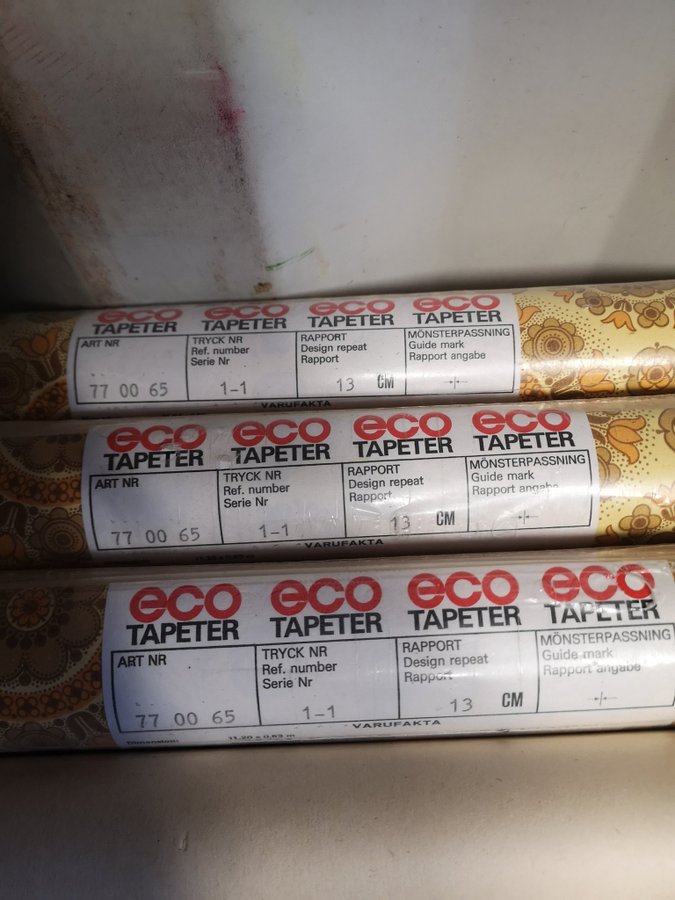 eco eco eco eco
TAPETER TAPETER TAPETER TAPETER
ART NR TRYCK NR RAPPORT MÖNSTERPASSNING
Ref. number Design repeat Guide mark
Serie Nr Rapport Rapport angabe
77 00 65 1-1 13 CM
VARUFAKTA
eco eco eco eco
TAPETER TAPETER TAPETER TAPETER
ART NR TRYCK NR RAPPORT MÖNSTERPASSNING
Ref. number Design repeat Guide mark
Serie Nr Rapport Rapport angabe
77 00 65 1-1 13 CM
VARUFAKTA
eco eco eco eco
TAPETER TAPETER TAPETER TAPETER
ART NR TRYCK NR RAPPORT MÖNSTERPASSNING
Ref. number Design repeat Guide mark
Serie Nr Rapport Rapport angabe
77 00 65 1-1 13 CM
VARUFAKTA
Dimension: 11,20 x 0,53 m